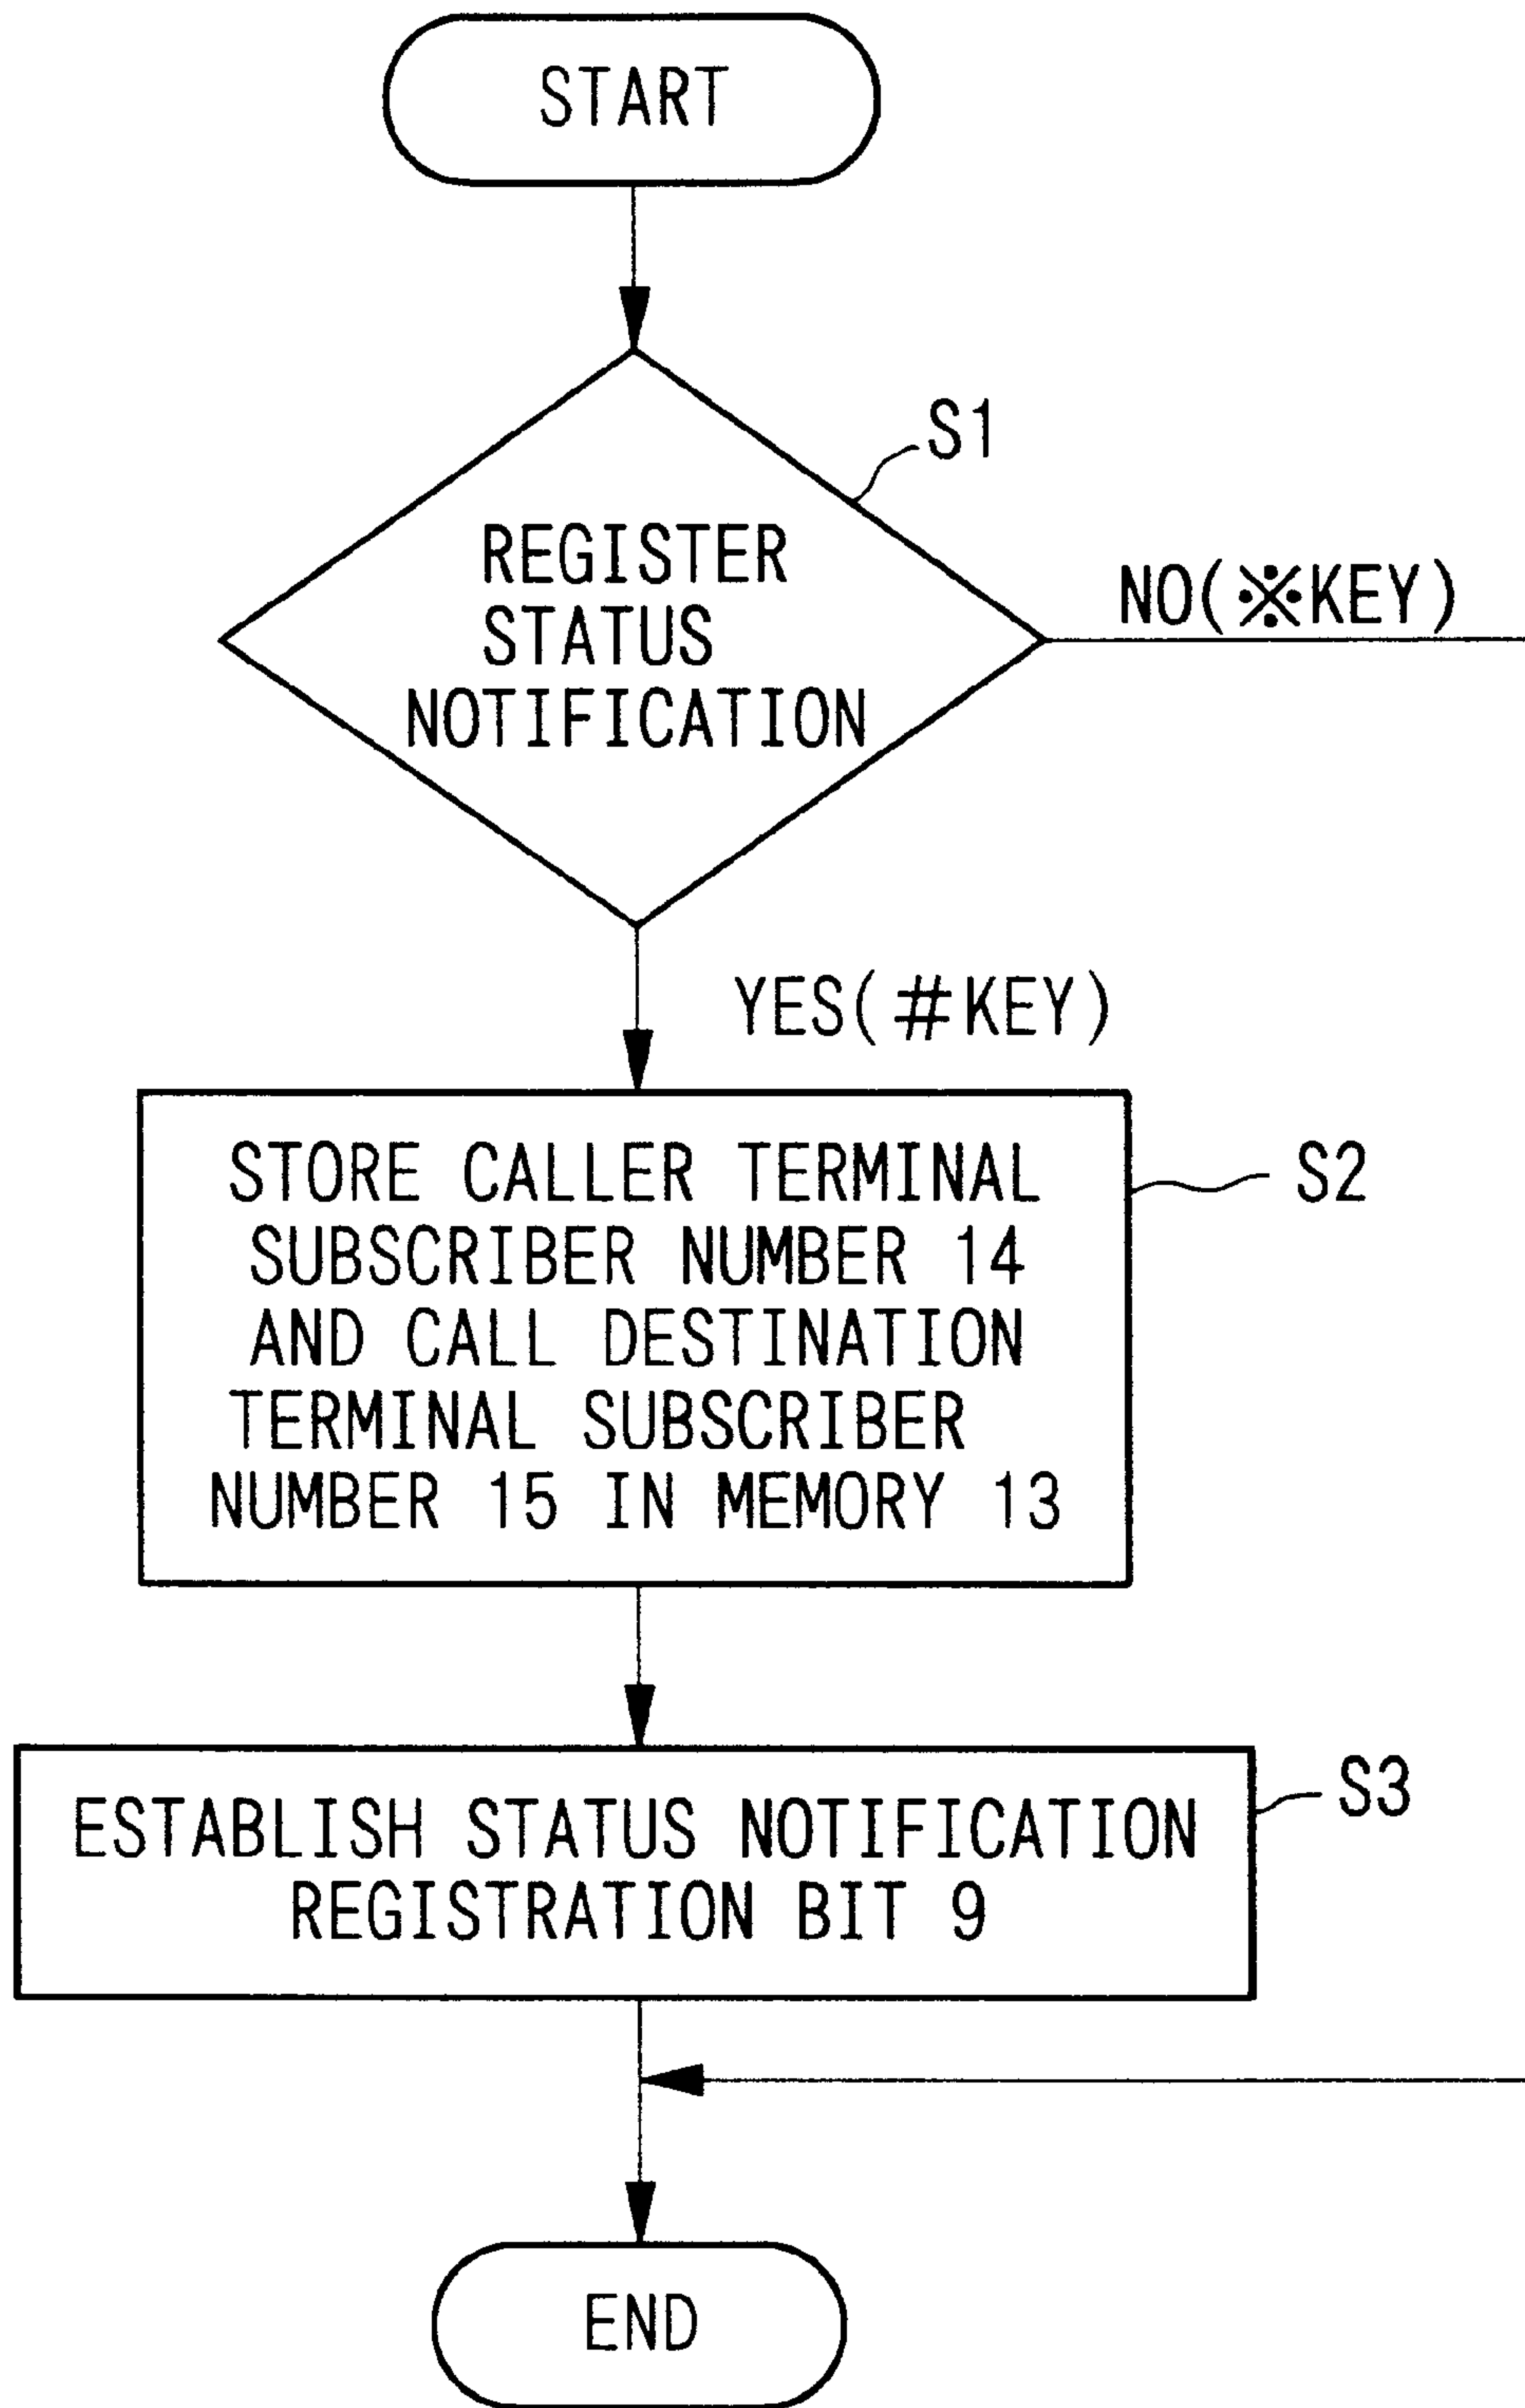 START
S1
REGISTER
STATUS
NOTIFICATION
NO(※KEY)
YES(#KEY)
STORE CALLER TERMINAL
SUBSCRIBER NUMBER 14
AND CALL DESTINATION
TERMINAL SUBSCRIBER
NUMBER 15 IN MEMORY 13
S2
ESTABLISH STATUS NOTIFICATION
REGISTRATION BIT 9
S3
END